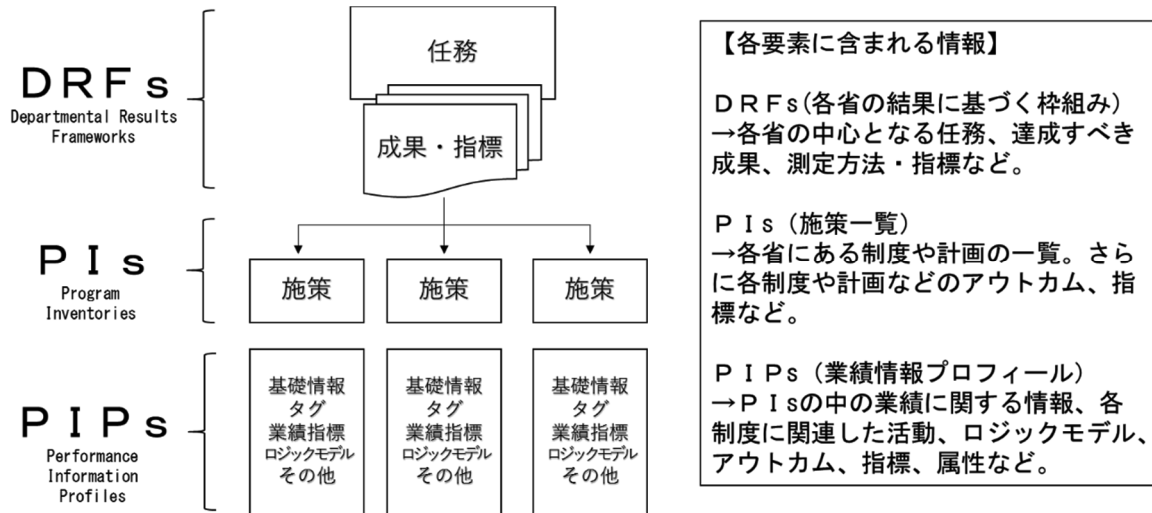 DRFs
Departmental Results
Frameworks
任務
成果・指標
PIs
Program
Inventories
施策
施策
施策
PIPs
Performance
Information
Profiles
基礎情報
タグ
業績指標
ロジックモデル
その他
基礎情報
タグ
業績指標
ロジックモデル
その他
基礎情報
タグ
業績指標
ロジックモデル
その他
【各要素に含まれる情報】
DRFs(各省の結果に基づく枠組み)
→各省の中心となる任務、達成すべき
成果、測定方法・指標など。
PIs(施策一覧)
→各省にある制度や計画の一覧。さら
に各制度や計画などのアウトカム、指
標など。
PIPs(業績情報プロフィール)
→PIsの中の業績に関する情報、各
制度に関連した活動、ロジックモデル、
アウトカム、指標、属性など。